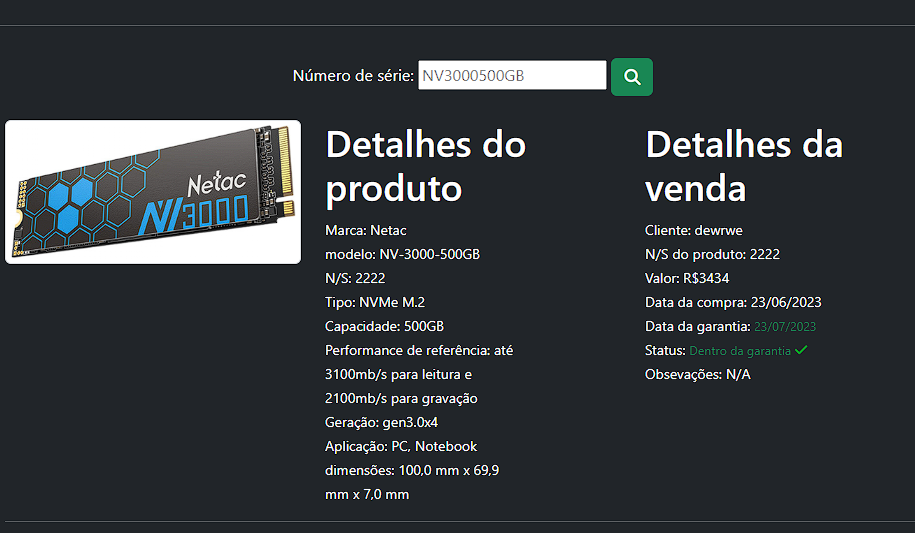 Número de série: NV3000500GB
Netac
NV3000
Detalhes do
produto
Marca: Netac
modelo: NV-3000-500GB
N/S: 2222
Tipo: NVMe M.2
Capacidade: 500GB
Performance de referência: até
3100mb/s para leitura e
2100mb/s para gravação
Geração: gen3.0x4
Aplicação: PC, Notebook
dimensões: 100,0 mm x 69,9
mm x 7,0 mm
Detalhes da
venda
Cliente: dewrwe
N/S do produto: 2222
Valor: R$3434
Data da compra: 23/06/2023
Data da garantia: 23/07/2023
Status: Dentro da garantia
Obsevações: N/A